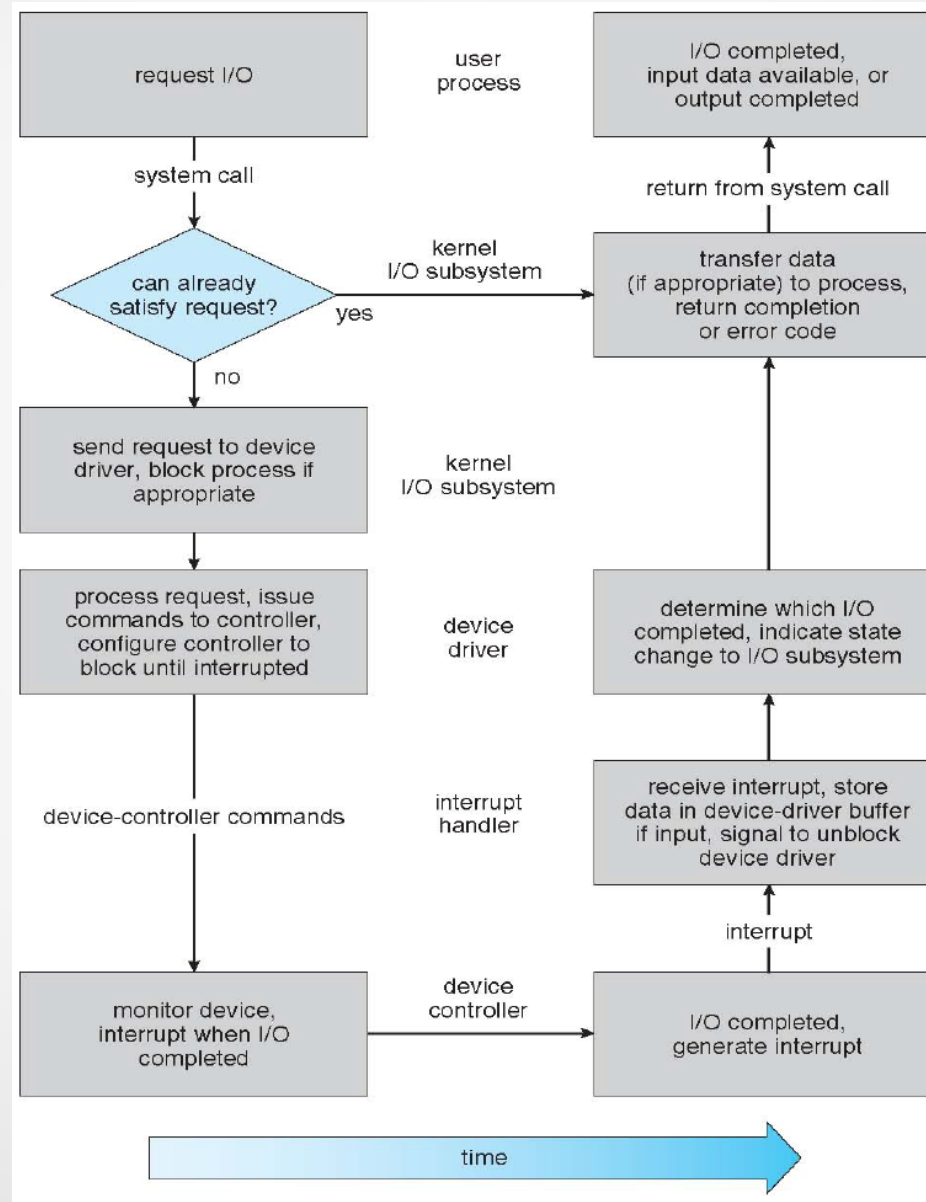 request I/O
user
process
I/O completed,
input data available, or
output completed
system call
return from system call
can already
satisfy request?
kernel
I/O subsystem
yes
transfer data
(if appropriate) to process,
return completion
or error code
no
send request to device
driver, block process if
appropriate
kernel
I/O subsystem
process request, issue
commands to controller,
configure controller to
block until interrupted
device
driver
determine which I/O
completed, indicate state
change to I/O subsystem
device-controller commands
interrupt
handler
receive interrupt, store
data in device-driver buffer
if input, signal to unblock
device driver
interrupt
monitor device,
interrupt when I/O
completed
device
controller
I/O completed,
generate interrupt
time